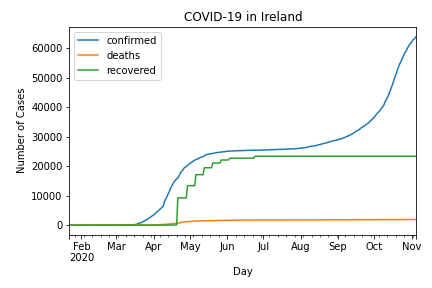 COVID-19 in Ireland
confirmed
deaths
recovered
Number of Cases
60000
50000
40000
30000
20000
10000
0
Feb Mar Apr May Jun Jul Aug Sep Oct Nov
2020
Day